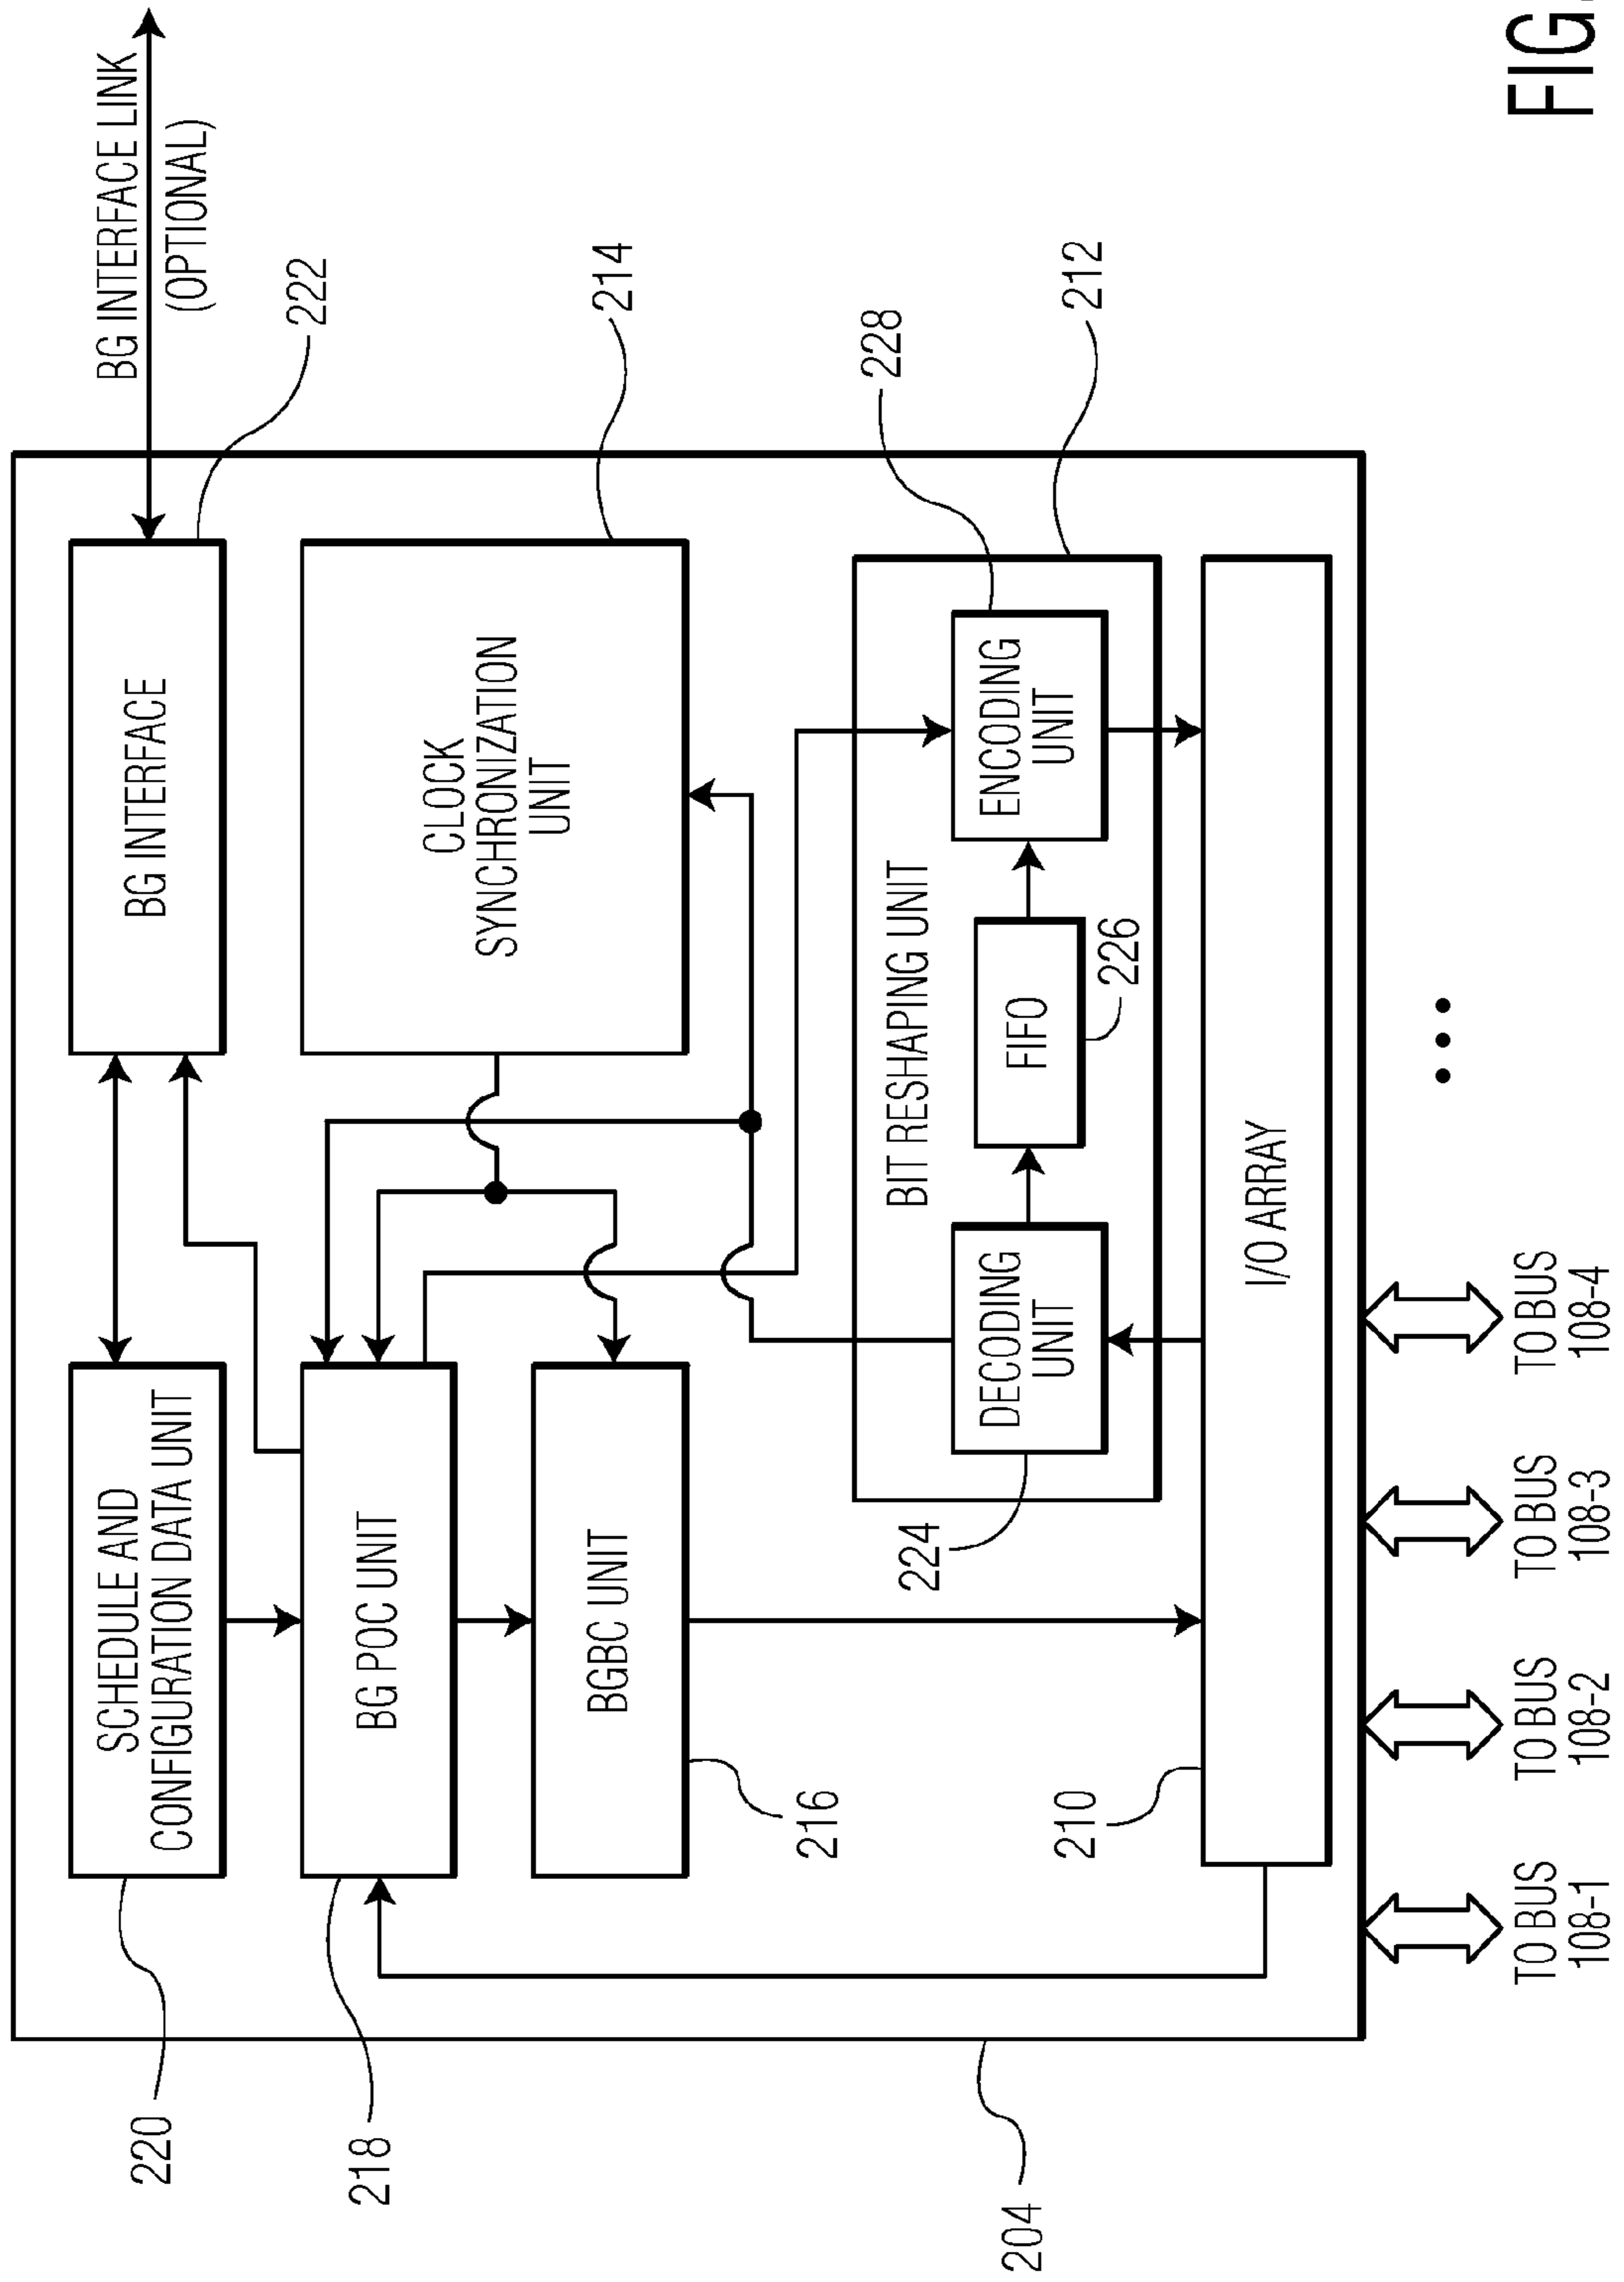 BG INTERFACE LINK
(OPTIONAL)
222
214
228
212
220
218
204
SCHEDULE AND
CONFIGURATION DATA UNIT
BG INTERFACE
BG POC UNIT
CLOCK
SYNCHRONIZATION
UNIT
BGBC UNIT
216
BIT RESHAPING UNIT
DECODING
UNIT
224
FIFO
226
ENCODING
UNIT
210
I/O ARRAY
TO BUS
108-1
TO BUS
108-2
TO BUS
108-3
TO BUS
108-4
• • •
FIG.